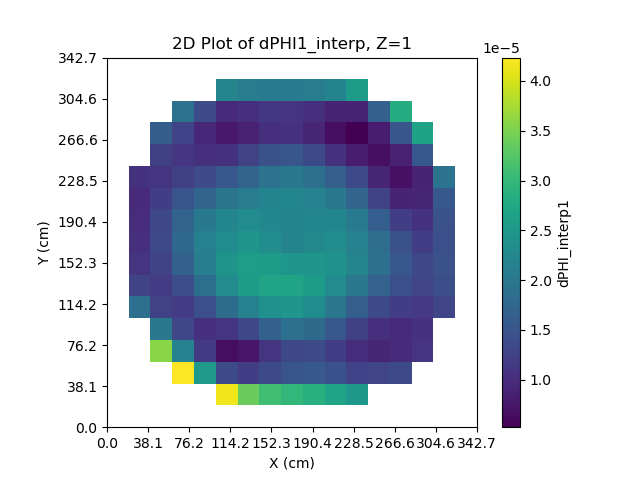 2D Plot of dPHI1_interp, Z=1
1e−5
342.7
304.6
266.6
228.5
190.4
152.3
114.2
76.2
38.1
0.0
Y (cm)
0.0 38.1 76.2 114.2 152.3 190.4 228.5 266.6 304.6 342.7
X (cm)
4.0
3.5
3.0
2.5
2.0
1.5
1.0
dPHI_interp1